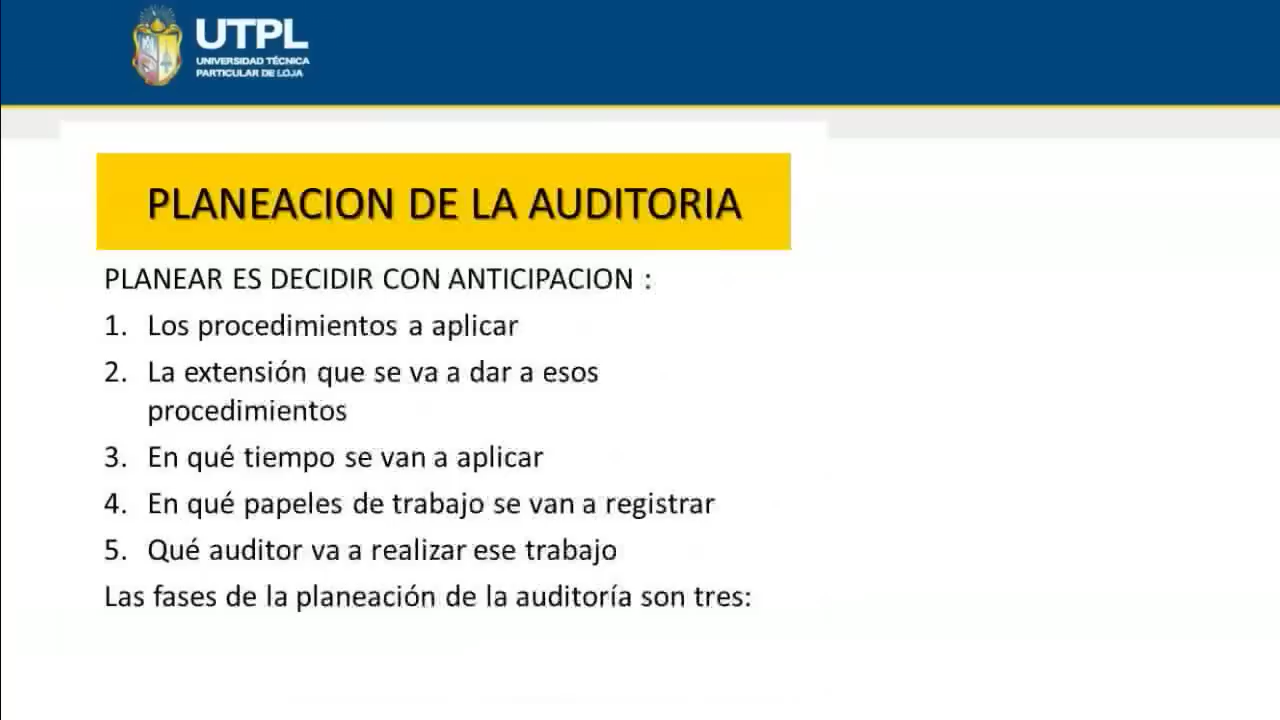 UTPL
UNIVERSIDAD TÉCNICA
PARTICULAR DE LOJA
PLANEACION DE LA AUDITORIA
PLANEAR ES DECIDIR CON ANTICIPACION :
1. Los procedimientos a aplicar
2. La extensión que se va a dar a esos
procedimientos
3. En qué tiempo se van a aplicar
4. En qué papeles de trabajo se van a registrar
5. Qué auditor va a realizar ese trabajo
Las fases de la planeación de la auditoría son tres: